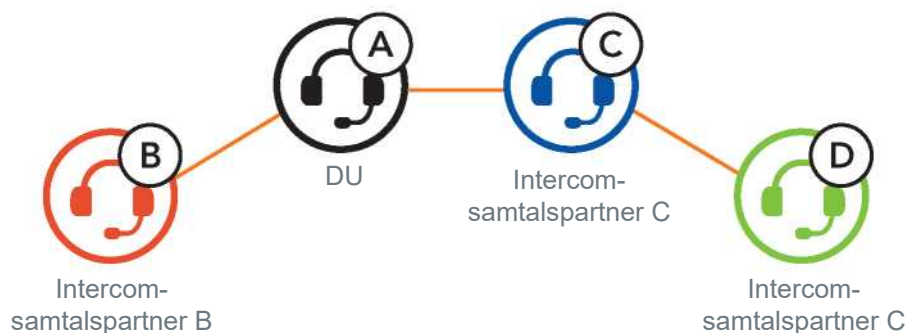 A
C
B
D
DU
Intercom-
samtalspartner C
Intercom-
samtalspartner B
Intercom-
samtalspartner C